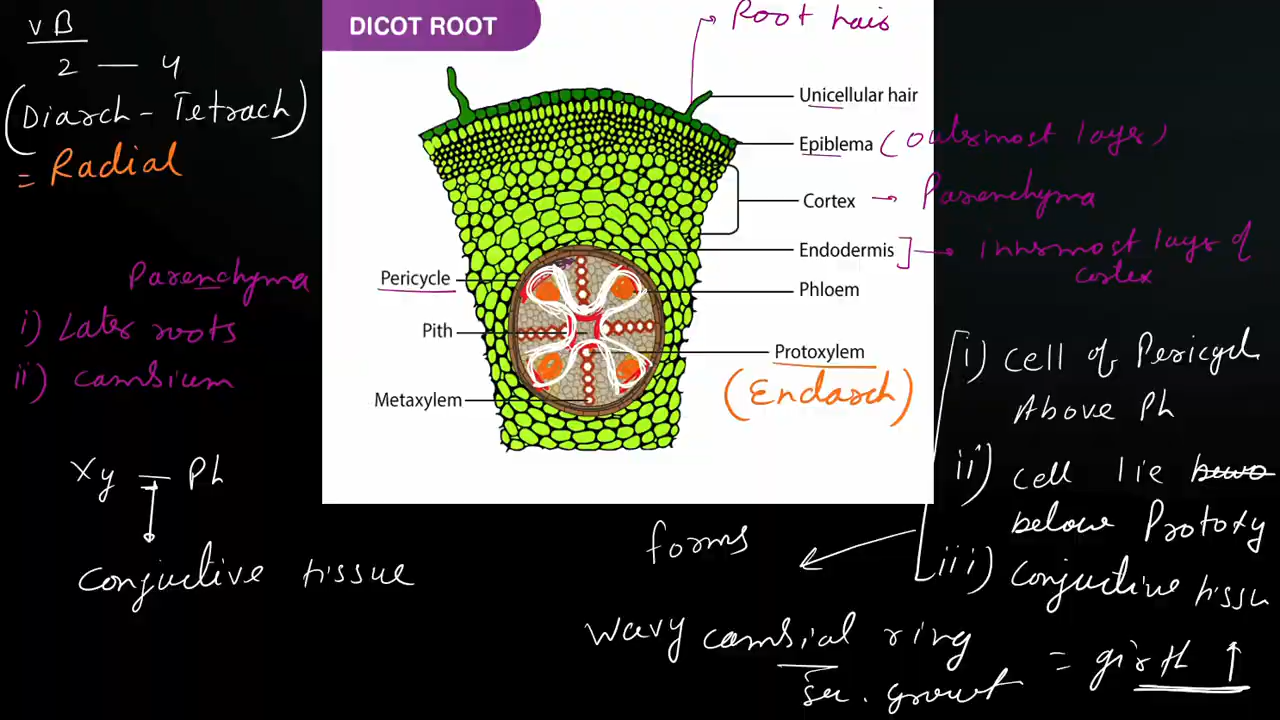 vB
2 — 4
(Diarch - Tetrach)
= Radial
Parenchyma
i) Later roots
ii) cambium
Xy — Ph
conjuctive tissue
DICOT ROOT
Root hair
Unicellular hair
Epiblema (outermost layer)
Cortex → Parenchyma
Endodermis ] → Innermost layer of
cortex
Pericycle
Phloem
Pith
Protoxylem
(Endarch)
Metaxylem
i) cell of Pericycle
Above Ph
ii) cell lie
below Protoxy
iii) Conjuctive tissu
forms
wavy cambial ring
sec. growt
= girth ↑